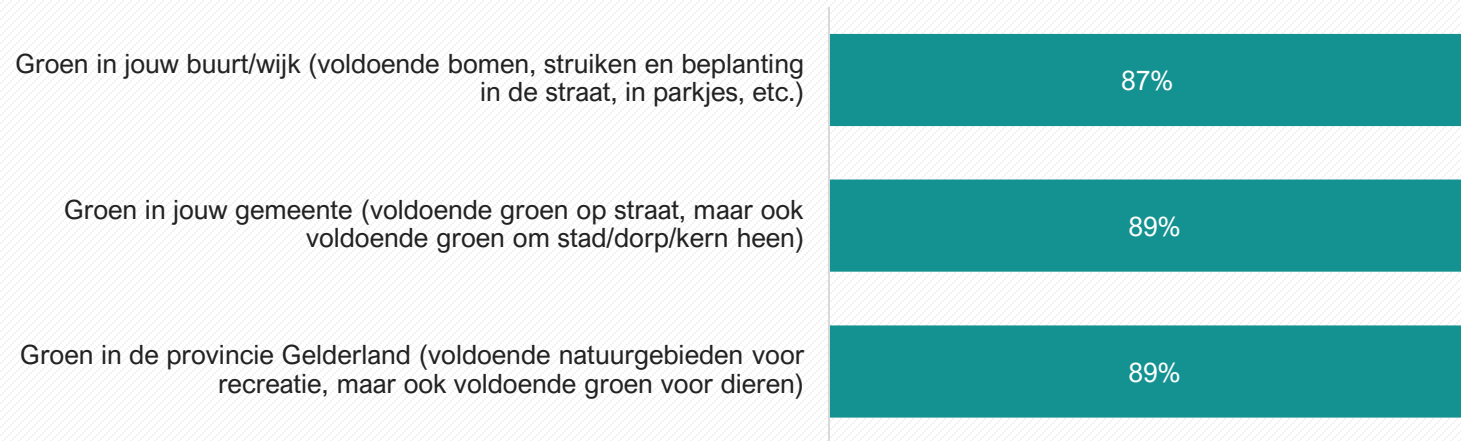 Groen in jouw buurt/wijk (voldoende bomen, struiken en beplanting
in de straat, in parkjes, etc.)
87%
Groen in jouw gemeente (voldoende groen op straat, maar ook
voldoende groen om stad/dorp/kern heen)
89%
Groen in de provincie Gelderland (voldoende natuurgebieden voor
recreatie, maar ook voldoende groen voor dieren)
89%